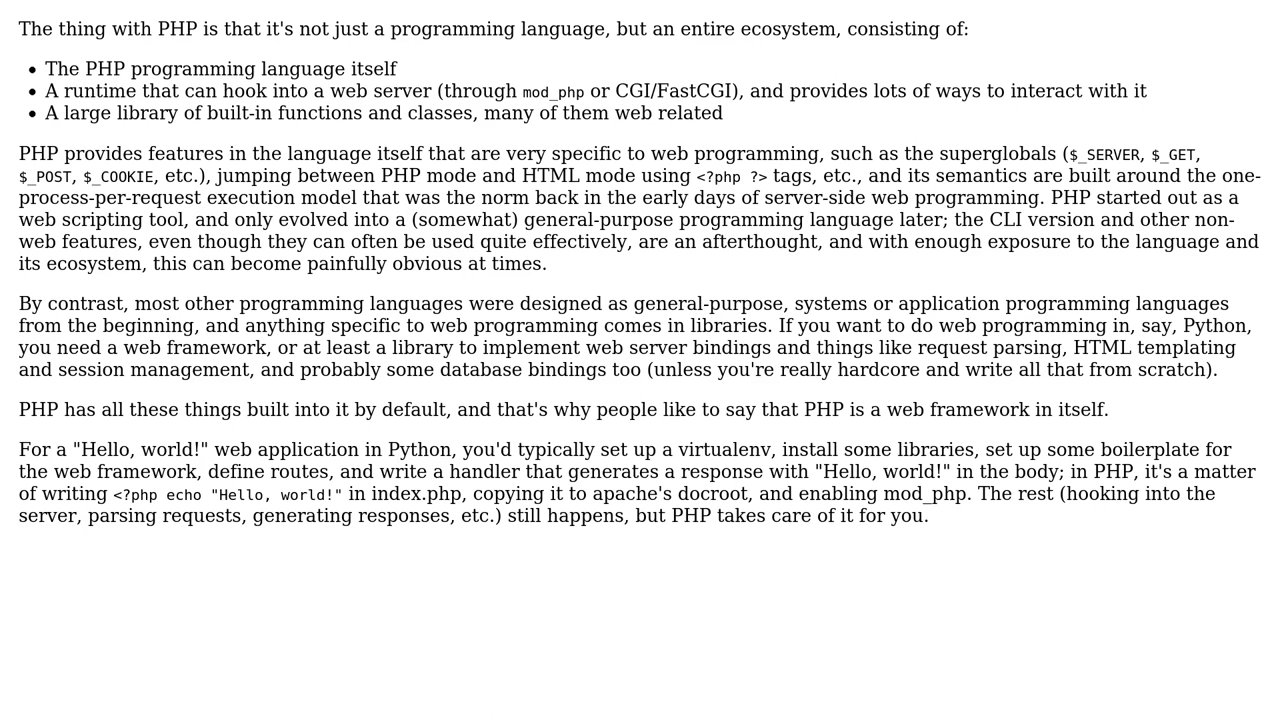 The thing with PHP is that it's not just a programming language, but an entire ecosystem, consisting of:
• The PHP programming language itself
• A runtime that can hook into a web server (through mod_php or CGI/FastCGI), and provides lots of ways to interact with it
• A large library of built-in functions and classes, many of them web related
PHP provides features in the language itself that are very specific to web programming, such as the superglobals ($_SERVER, $_GET,
$_POST, $_COOKIE, etc.), jumping between PHP mode and HTML mode using <?php ?> tags, etc., and its semantics are built around the one-
process-per-request execution model that was the norm back in the early days of server-side web programming. PHP started out as a
web scripting tool, and only evolved into a (somewhat) general-purpose programming language later; the CLI version and other non-
web features, even though they can often be used quite effectively, are an afterthought, and with enough exposure to the language and
its ecosystem, this can become painfully obvious at times.
By contrast, most other programming languages were designed as general-purpose, systems or application programming languages
from the beginning, and anything specific to web programming comes in libraries. If you want to do web programming in, say, Python,
you need a web framework, or at least a library to implement web server bindings and things like request parsing, HTML templating
and session management, and probably some database bindings too (unless you're really hardcore and write all that from scratch).
PHP has all these things built into it by default, and that's why people like to say that PHP is a web framework in itself.
For a "Hello, world!" web application in Python, you'd typically set up a virtualenv, install some libraries, set up some boilerplate for
the web framework, define routes, and write a handler that generates a response with "Hello, world!" in the body; in PHP, it's a matter
of writing <?php echo "Hello, world!" in index.php, copying it to apache's docroot, and enabling mod_php. The rest (hooking into the
server, parsing requests, generating responses, etc.) still happens, but PHP takes care of it for you.